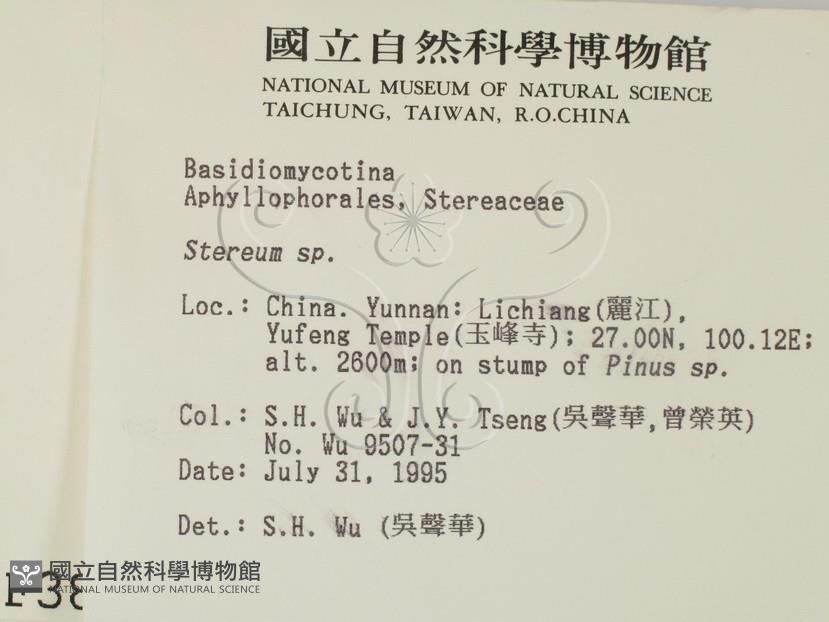 國立自然科學博物館
NATIONAL MUSEUM OF NATURAL SCIENCE
TAICHUNG, TAIWAN, R.O.CHINA
Basidiomycotina
Aphyllophorales, Stereaceae
Stereum sp.
Loc.: China. Yunnan: Lichiang(麗江),
Yufeng Temple(玉峰寺); 27.00N, 100.12E;
alt. 2600m; on stump of Pinus sp.
Col.: S.H. Wu & J.Y. Tseng(吳聲華,曾榮英)
No. Wu 9507-31
Date: July 31, 1995
Det.: S.H. Wu (吳聲華)
國立自然科學博物館
NATIONAL MUSEUM OF NATURAL SCIENCE